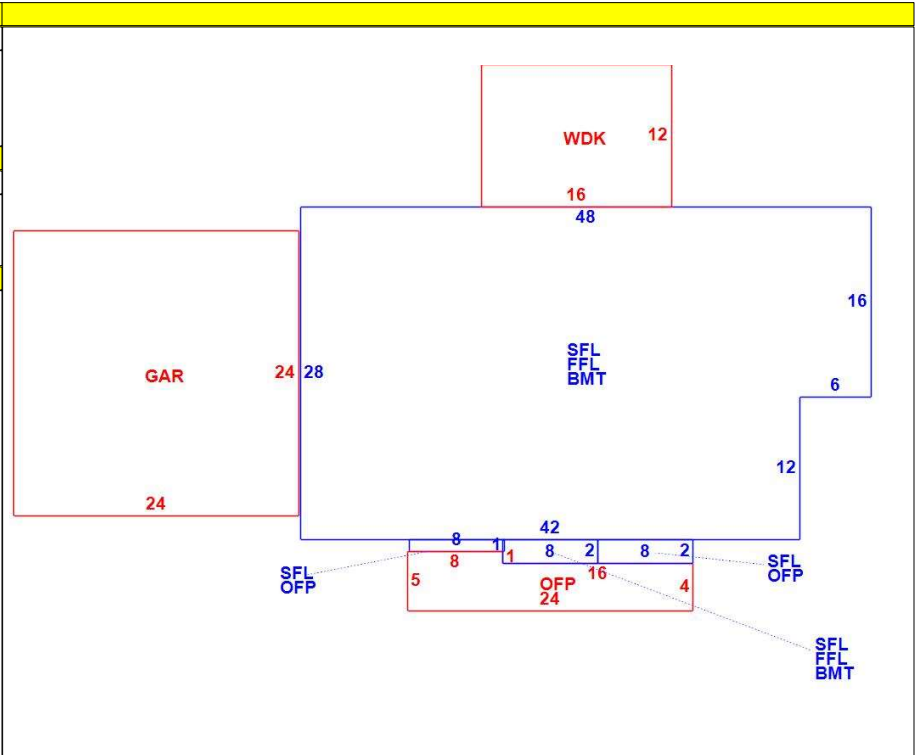 WDK 12
16
48
16
SFL
FFL
BMT
GAR
24 28
6
12
24
42
8 1 8 2 8 2
8 1
16
SFL
OFP
5
OFP
24
4
SFL
OFP
SFL
FFL
BMT